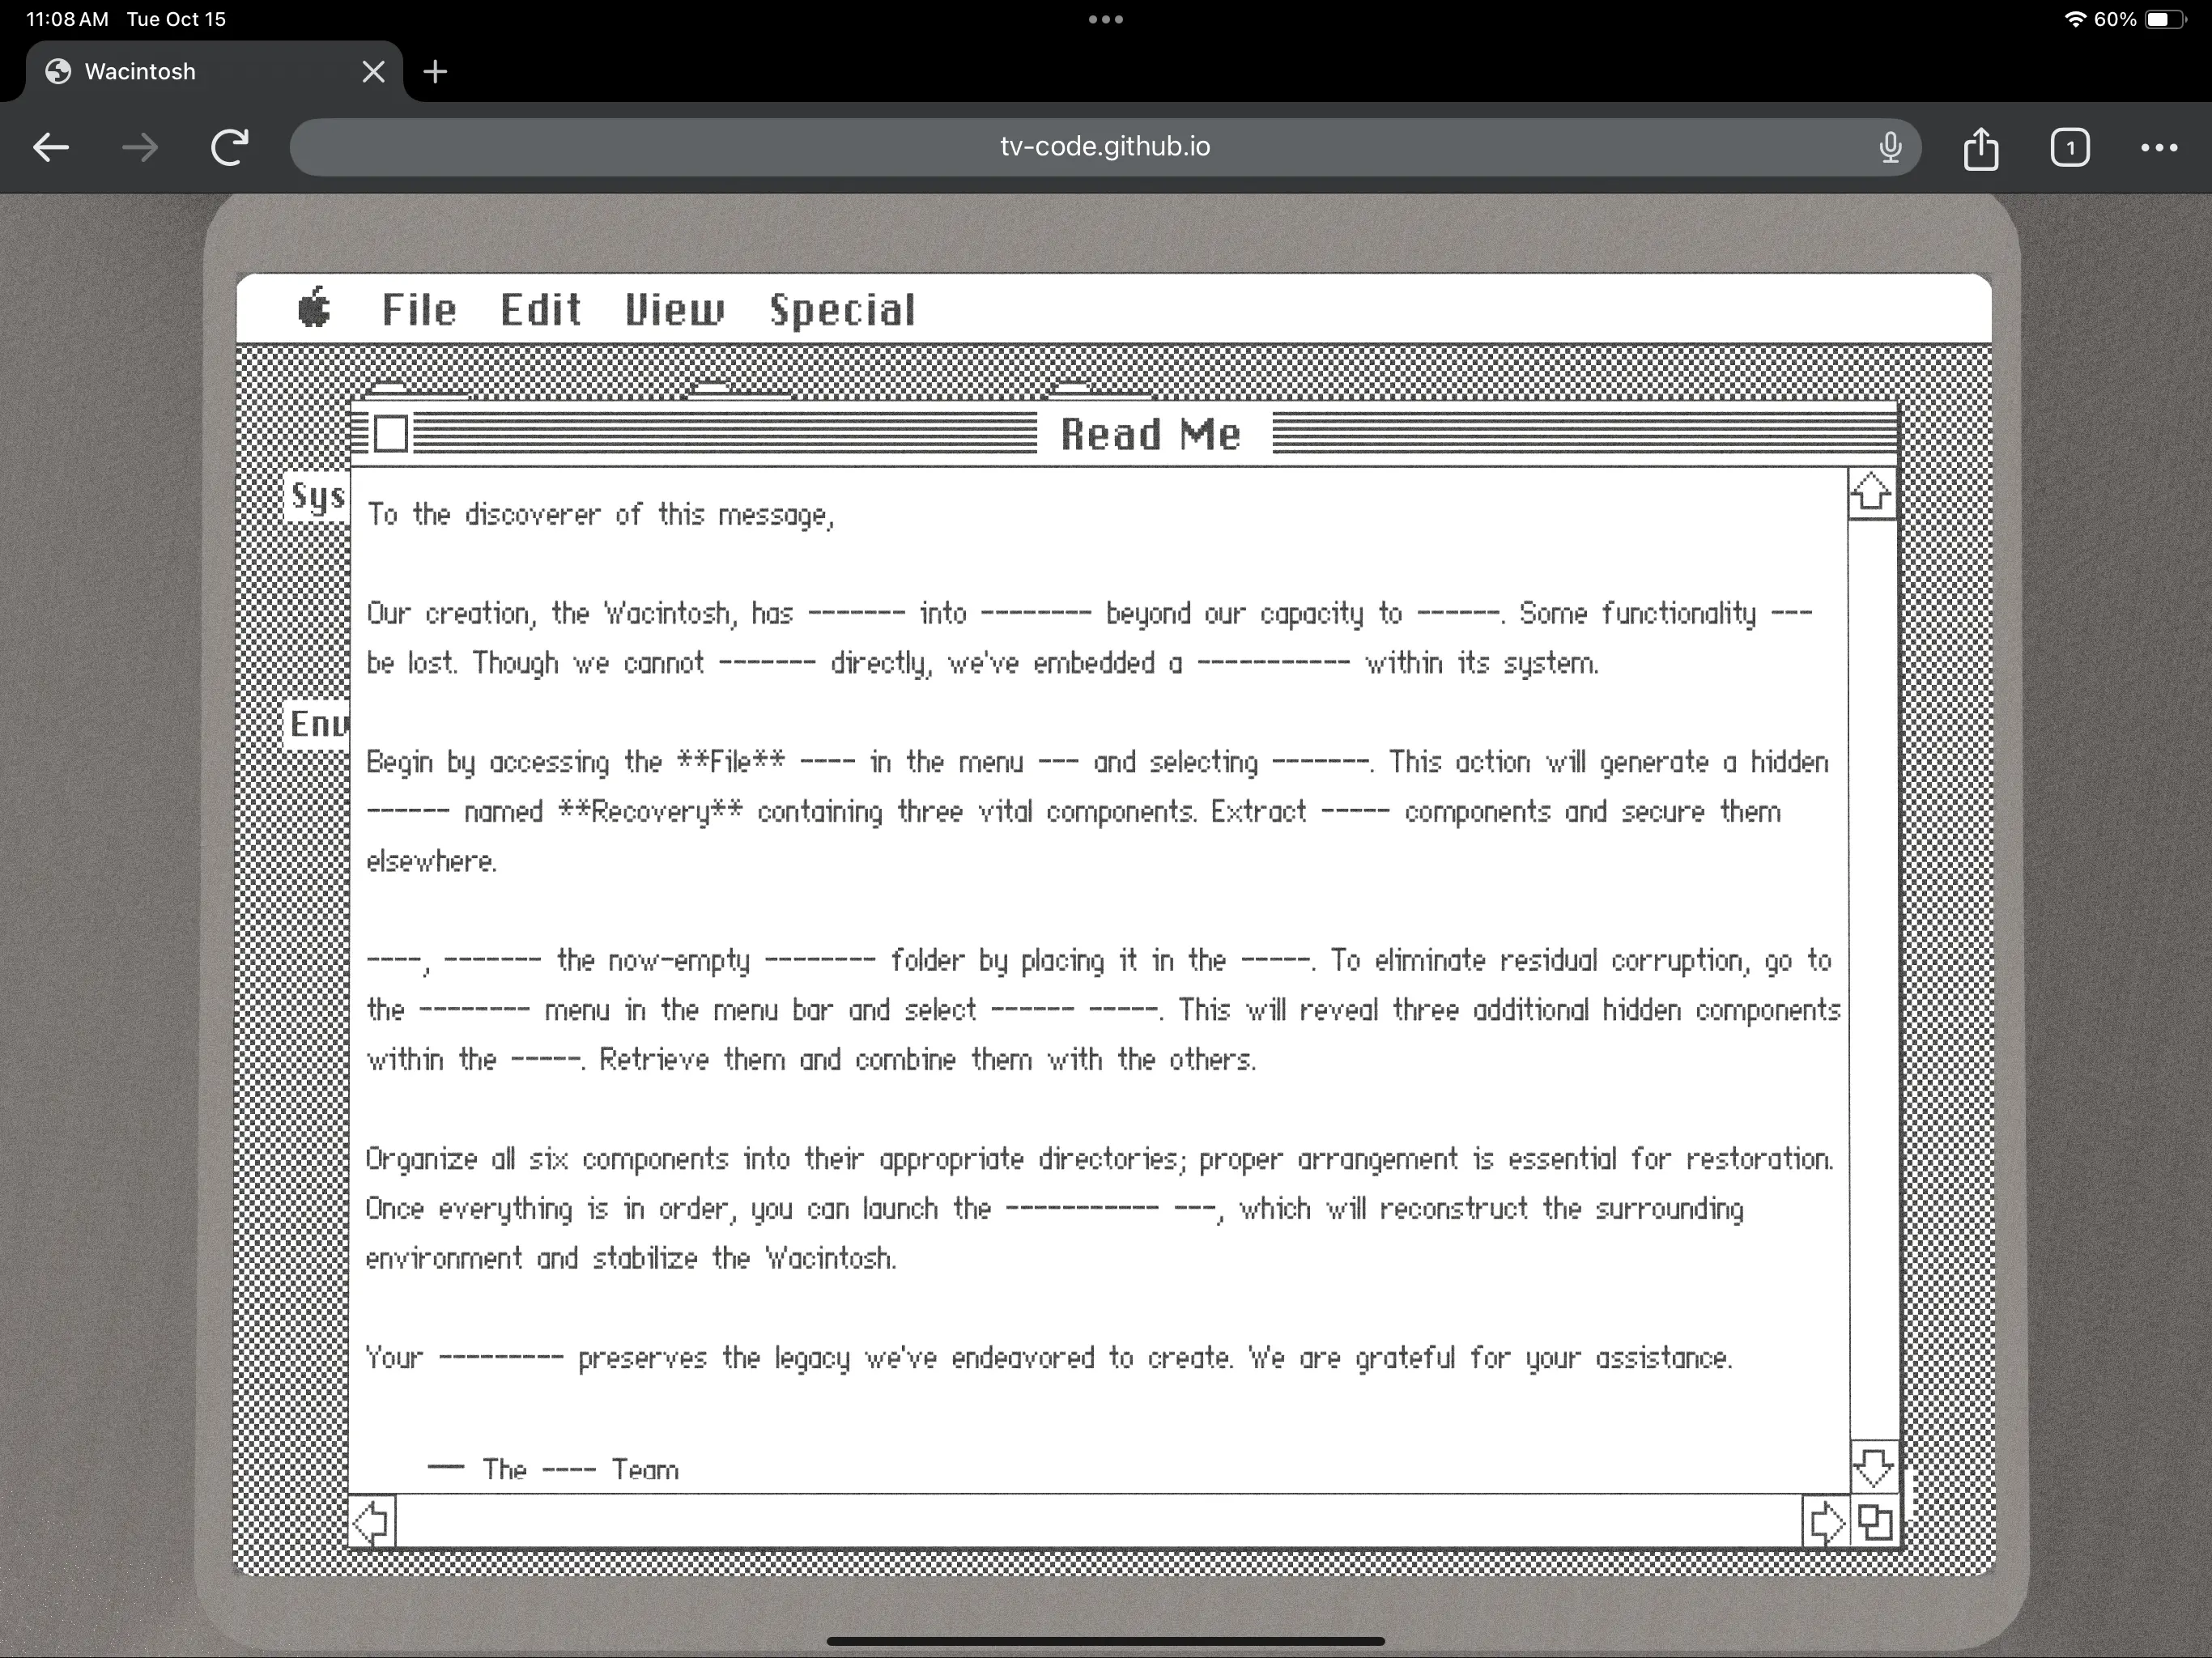 11:08 AM Tue Oct 15
60%
Wacintosh
tv-code.github.io
1
File Edit View Special
Read Me
Sys
To the discoverer of this message,
Our creation, the Wacintosh, has ------- into -------- beyond our capacity to ------. Some functionality ---
be lost. Though we cannot ------- directly, we've embedded a ----------- within its system.
Env
Begin by accessing the **File** ---- in the menu --- and selecting -------. This action will generate a hidden
------ named **Recovery** containing three vital components. Extract ----- components and secure them
elsewhere.
----, ------- the now-empty -------- folder by placing it in the -----. To eliminate residual corruption, go to
the -------- menu in the menu bar and select ------ -----. This will reveal three additional hidden components
within the -----. Retrieve them and combine them with the others.
Organize all six components into their appropriate directories; proper arrangement is essential for restoration.
Once everything is in order, you can launch the ----------- ---, which will reconstruct the surrounding
environment and stabilize the Wacintosh.
Your --------- preserves the legacy we've endeavored to create. We are grateful for your assistance.
— The ---- Team